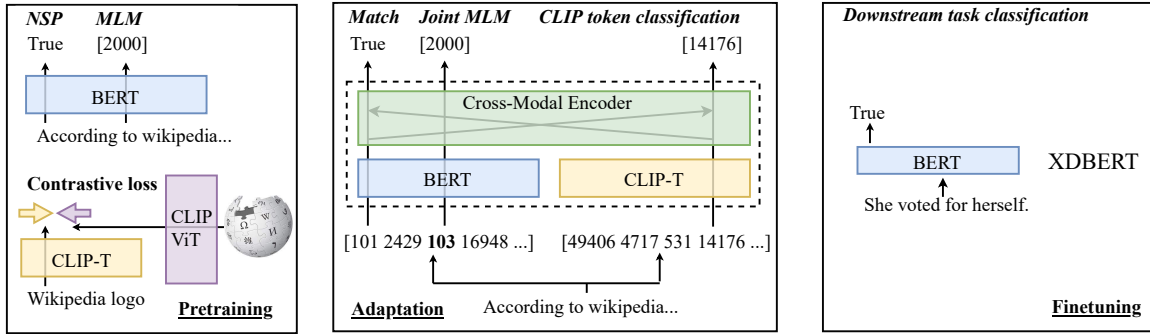 NSP MLM
True [2000]
BERT
According to wikipedia...
Contrastive loss
CLIP
ViT
CLIP-T
Wikipedia logo
Pretraining
Match Joint MLM CLIP token classification
True [2000] [14176]
Cross-Modal Encoder
BERT CLIP-T
[101 2429 103 16948 ...] [49406 4717 531 14176 ...]
According to wikipedia...
Adaptation
Downstream task classification
True
BERT XDBERT
She voted for herself.
Finetuning